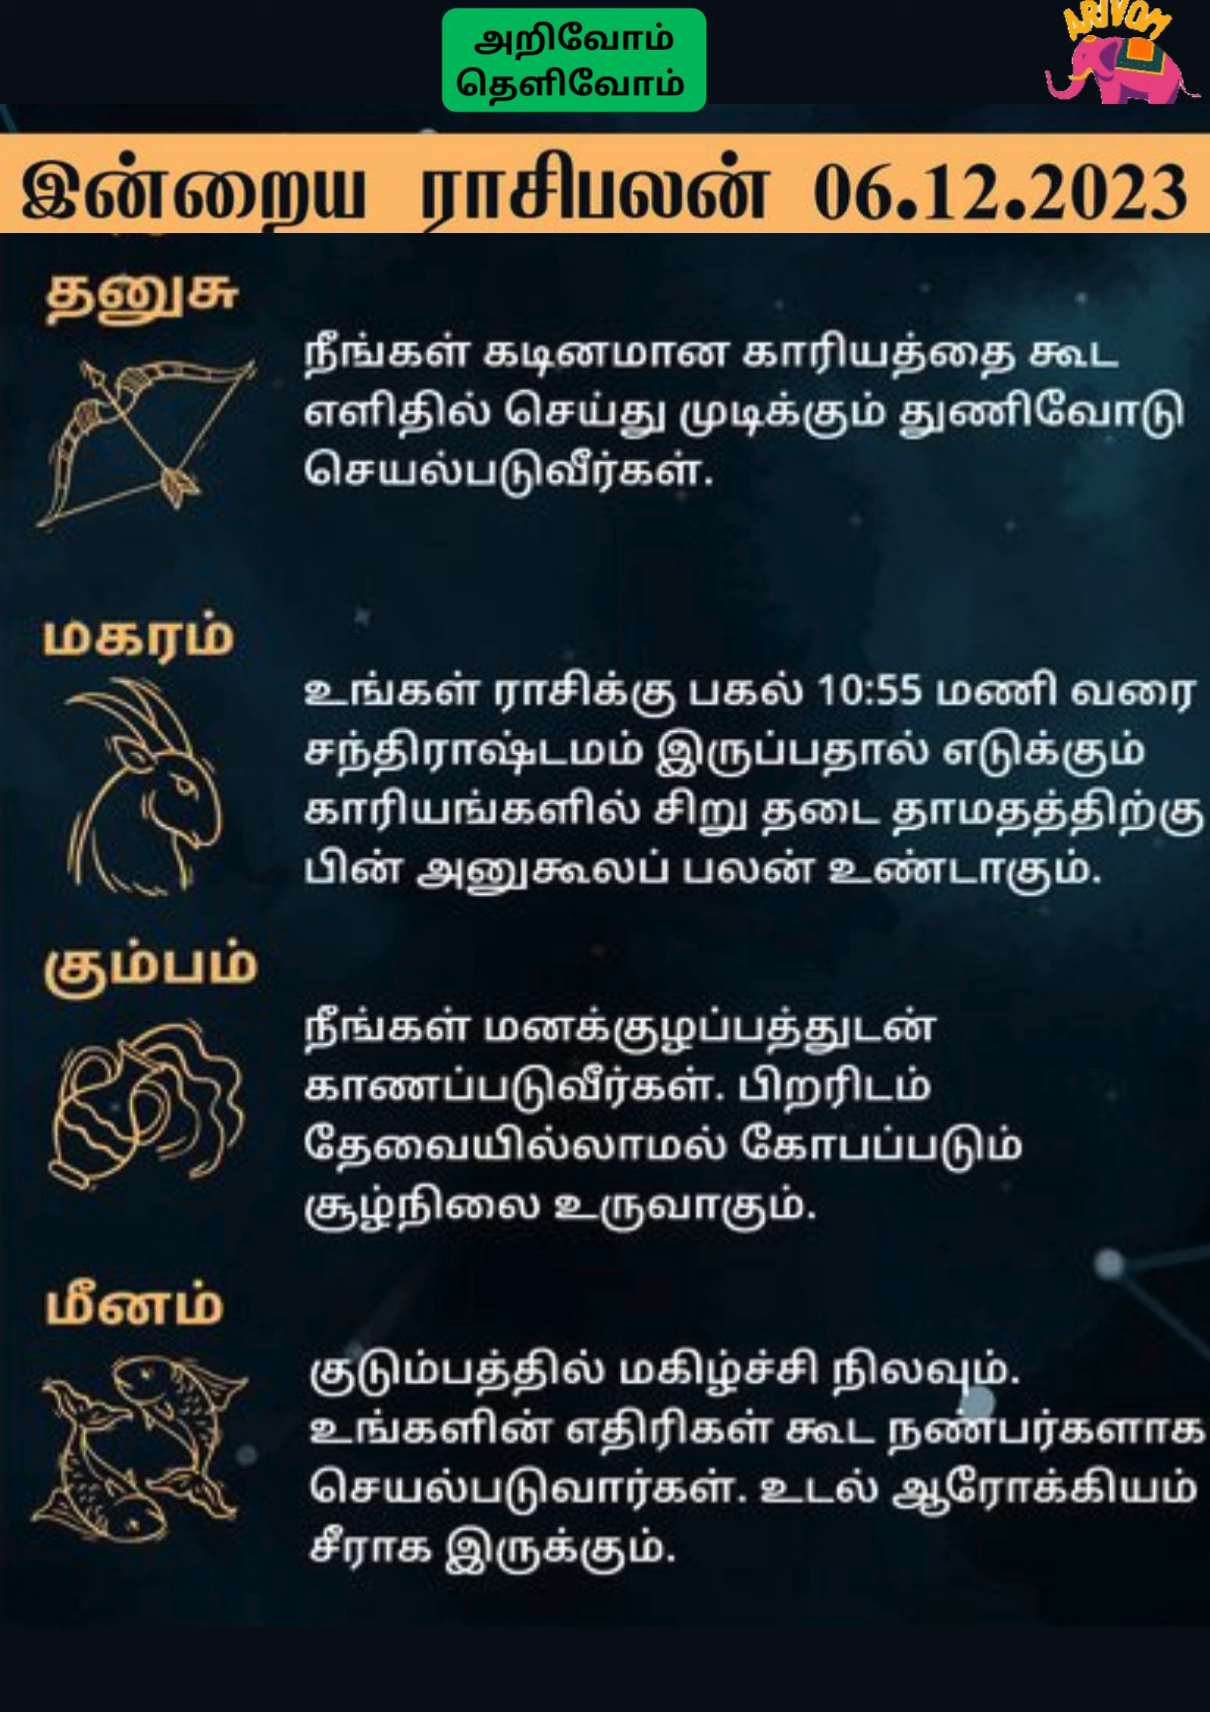 அறிவோம்
தெளிவோம்
ARIVOM
இன்றைய ராசிபலன் 06.12.2023
தனுசு
நீங்கள் கடினமான காரியத்தை கூட
எளிதில் செய்து முடிக்கும் துணிவோடு
செயல்படுவீர்கள்.
மகரம்
உங்கள் ராசிக்கு பகல் 10:55 மணி வரை
சந்திராஷ்டமம் இருப்பதால் எடுக்கும்
காரியங்களில் சிறு தடை தாமதத்திற்கு
பின் அனுகூலப் பலன் உண்டாகும்.
கும்பம்
நீங்கள் மனக்குழப்பத்துடன்
காணப்படுவீர்கள். பிறரிடம்
தேவையில்லாமல் கோபப்படும்
சூழ்நிலை உருவாகும்.
மீனம்
குடும்பத்தில் மகிழ்ச்சி நிலவும்.
உங்களின் எதிரிகள் கூட நண்பர்களாக
செயல்படுவார்கள். உடல் ஆரோக்கியம்
சீராக இருக்கும்.